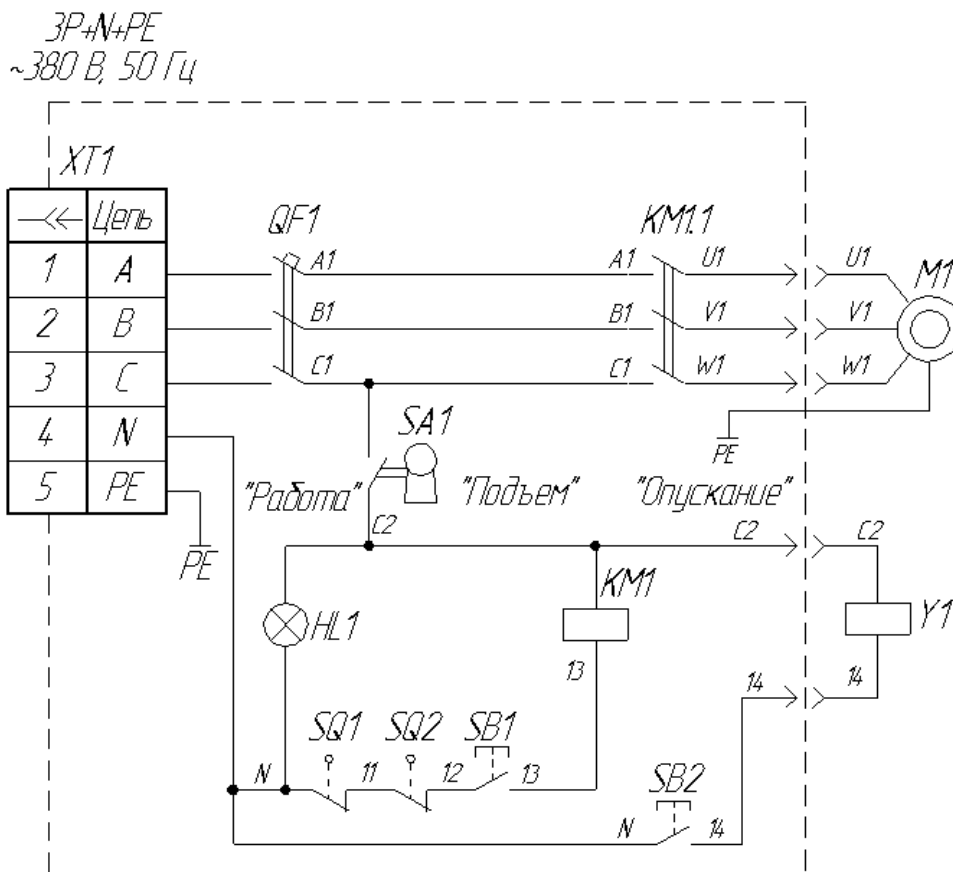 3P+N+PE
~380 В, 50 Гц
XT1
Цепь
QF1
KM1.1
1 A
A1
A1
U1
U1
M1
2 B
B1
B1
V1
V1
3 C
C1
C1
W1
W1
4 N
SA1
PE
5 PE
"Работа"
"Подъем"
"Опускание"
C2
C2
C2
PE
KM1
HL1
Y1
13
14
14
SQ1
SQ2
SB1
N
11
12
13
SB2
N
14